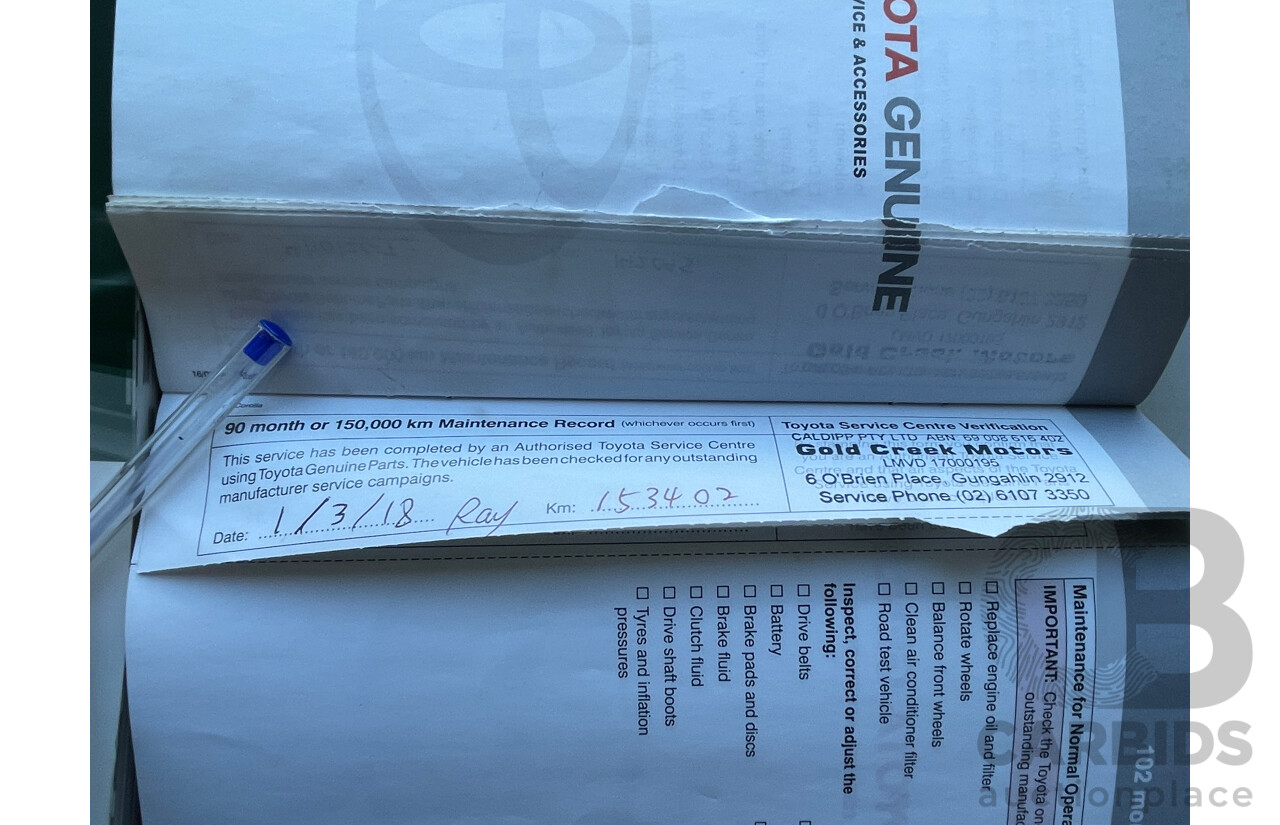 OTA GENUINE
VICE & ACCESSORIES
Corolla
90 month or 150,000 km Maintenance Record (whichever occurs first)
This service has been completed by an Authorised Toyota Service Centre
using Toyota Genuine Parts. The vehicle has been checked for any outstanding
manufacturer service campaigns.
Date: 1/3/18 Ray Km: 153402
Toyota Service Centre Verification
CALDIPP PTY LTD ABN: 69 008 616 402
Gold Creek Motors
LMVD 17000195
6 O'Brien Place, Gungahlin 2912
Service Phone (02) 6107 3350
102 mo
Maintenance for Normal Opera
IMPORTANT: Check the Toyota on
outstanding manufac
☐ Replace engine oil and filter
☐ Rotate wheels
☐ Balance front wheels
☐ Clean air conditioner filter
☐ Road test vehicle
Inspect, correct or adjust the
following:
☐ Drive belts
☐ Battery
☐ Brake pads and discs
☐ Brake fluid
☐ Clutch fluid
☐ Drive shaft boots
☐ Tyres and inflation
pressures
CARBIDS
auctionplace